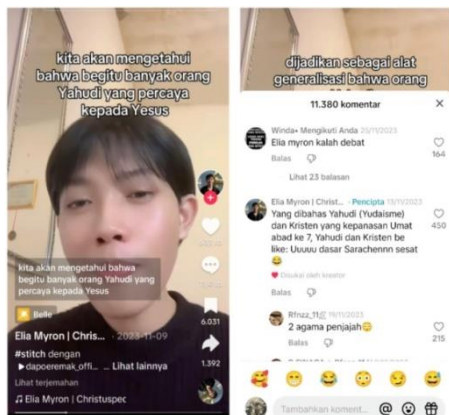 kita akan mengetahui
bahwa begitu banyak orang
Yahudi yang percaya
kepada Yesus
kita akan mengetahui bahwa
begitu banyak orang Yahudi yang
percaya kepada Yesus
Belle
Elia Myron | Chris... · 2023-11-09
#stitch dengan
▶dapoeremak_offi... ... Lihat lainnya
Lihat terjemahan
♫ Elia Myron | Christuspec
6.031
1.392
dijadikan sebagai alat
generalisasi bahwa orang
11.380 komentar
Winda• Mengikuti Anda 25/11/2023
Elia myron kalah debat
164
Balas
Lihat 23 balasan
Elia Myron | Christ... · Pencipta 13/11/2023
Yang dibahas Yahudi (Yudaisme)
dan Kristen yang kepanasan Umat
abad ke 7, Yahudi dan Kristen be
like: Uuuuu dasar Sarachennn sesat
😂
450
Disukai oleh kreator
Balas
Rfnzz_11 19/11/2023
2 agama penjajah😳
215
Balas
Tambahkan koment...